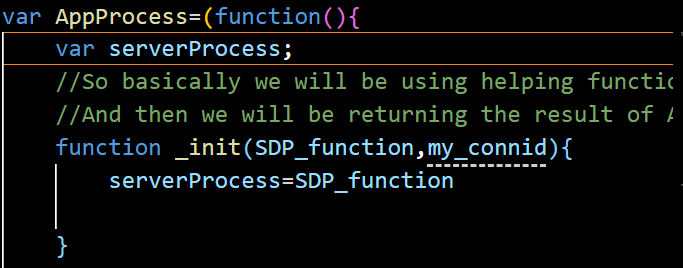 var AppProcess=(function(){
var serverProcess;
//So basically we will be using helping
//And then we will be returning the result of
function _init(SDP_function,my_connid){
serverProcess=SDP_function
}